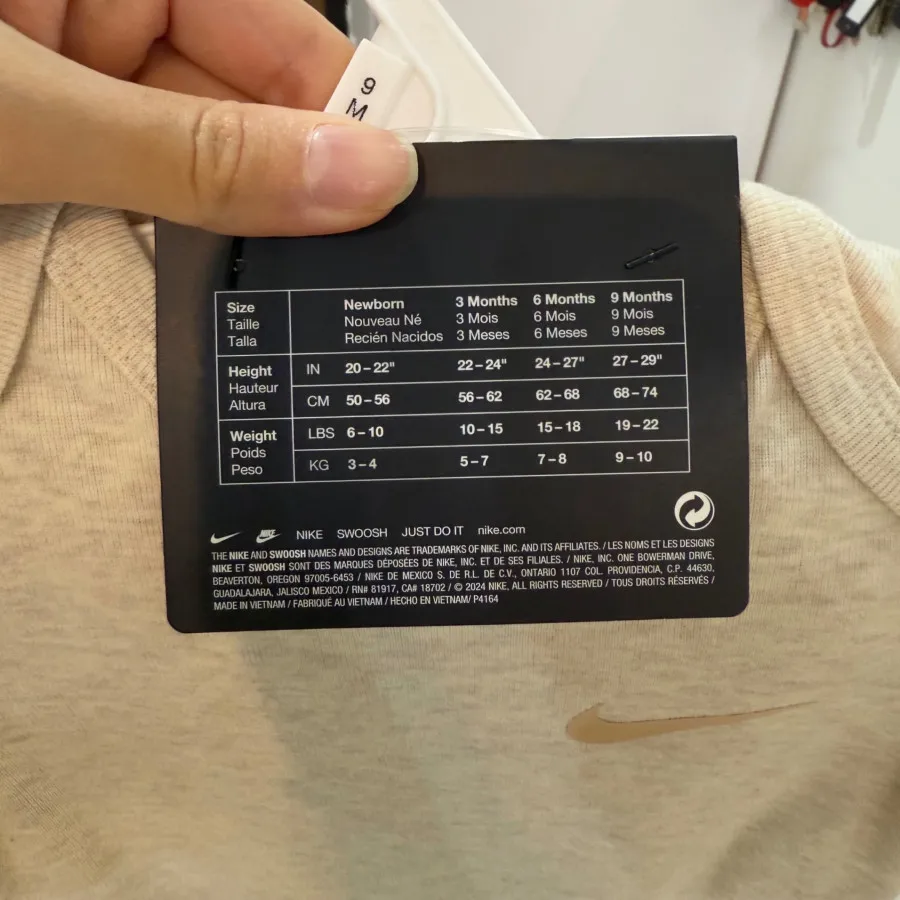 9
M
Size Newborn 3 Months 6 Months 9 Months
Taille Nouveau Né 3 Mois 6 Mois 9 Mois
Talla Recién Nacidos 3 Meses 6 Meses 9 Meses
Height IN 20–22" 22–24" 24–27" 27–29"
Hauteur
Altura CM 50–56 56–62 62–68 68–74
Weight LBS 6–10 10–15 15–18 19–22
Poids
Peso KG 3–4 5–7 7–8 9–10
NIKE NIKE SWOOSH JUST DO IT nike.com
THE NIKE AND SWOOSH NAMES AND DESIGNS ARE TRADEMARKS OF NIKE, INC. AND ITS AFFILIATES. / LES NOMS ET LES DESIGNS
NIKE ET SWOOSH SONT DES MARQUES DÉPOSÉES DE NIKE, INC. ET DE SES FILIALES. / NIKE, INC. ONE BOWERMAN DRIVE,
BEAVERTON, OREGON 97005-6453 / NIKE DE MEXICO S. DE R.L. DE C.V., ONTARIO 1107 COL. PROVIDENCIA, C.P. 44630,
GUADALAJARA, JALISCO MEXICO / RN# 81917, CA# 18702 / © 2024 NIKE, ALL RIGHTS RESERVED / TOUS DROITS RÉSERVÉS /
MADE IN VIETNAM / FABRIQUÉ AU VIETNAM / HECHO EN VIETNAM/ P4164